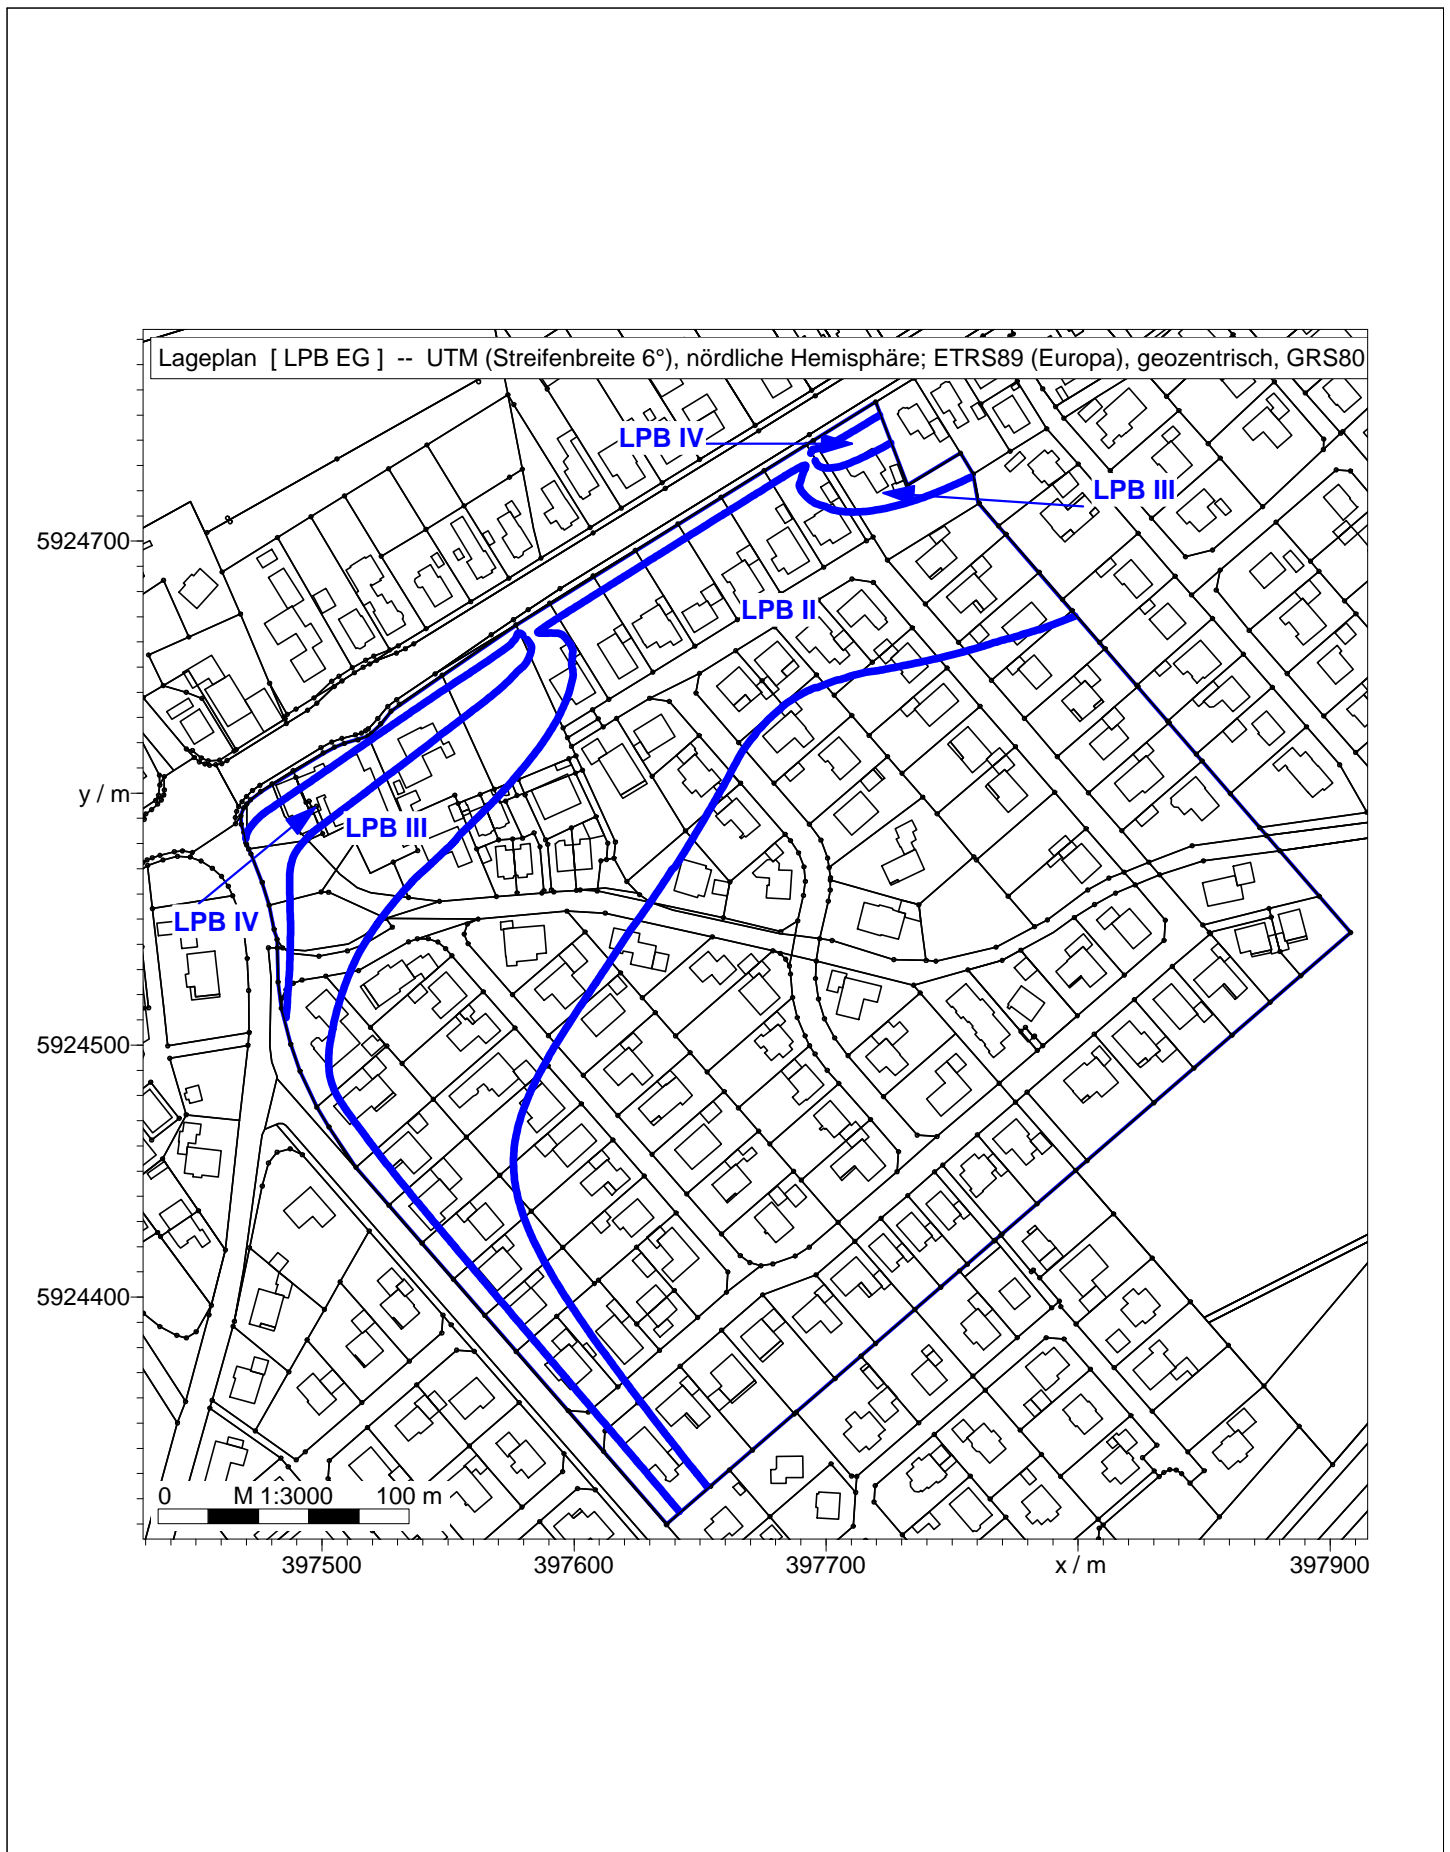 Lageplan [ LPB EG ] -- UTM (Streifenbreite 6°), nördliche Hemisphäre; ETRS89 (Europa), geozentrisch, GRS80
LPB IV
LPB III
5924700
LPB II
y / m
LPB III
LPB IV
5924500
5924400
0 M 1:3000 100 m
397500 397600 397700 x / m 397900